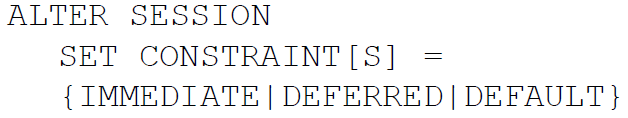 ALTER SESSION
SET CONSTRAINT[S] =
{IMMEDIATE|DEFERRED|DEFAULT}